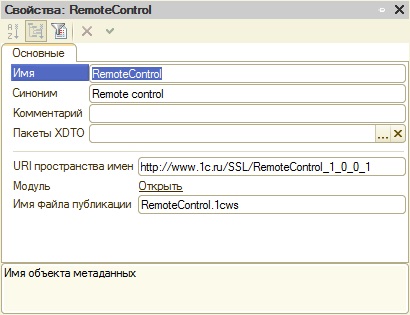 Свойства: RemoteControl
Основные
Имя RemoteControl
Синоним Remote control
Комментарий
Пакеты XDTO ...
URI пространства имен http://www.1c.ru/SSL/RemoteControl_1_0_0_1
Модуль Открыть
Имя файла публикации RemoteControl.1cws
Имя объекта метаданных